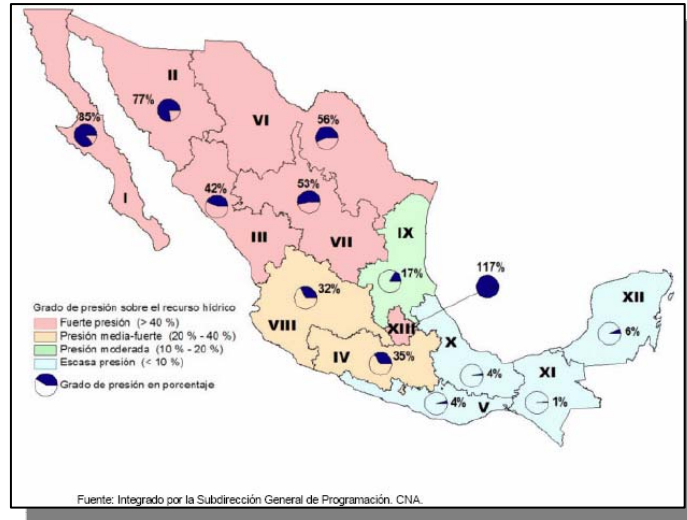 II
77%
VI
56%
85%
42%
53%
I
III
VII
IX
17%
117%
32%
VIII
XIII
XII
6%
IV
35%
X
4%
XI
1%
4%
V
Grado de presión sobre el recurso hídrico
Fuerte presión (> 40 %)
Presión media-fuerte (20 % - 40 %)
Presión moderada (10 % - 20 %)
Escasa presión (< 10 %)
Grado de presión en porcentaje
Fuente: Integrado por la Subdirección General de Programación. CNA.